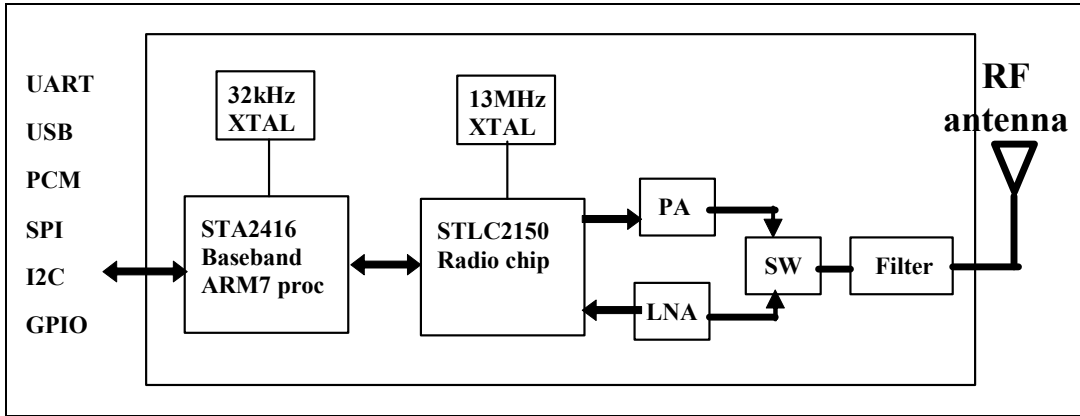 UART
USB
PCM
SPI
I2C
GPIO
32kHz
XTAL
13MHz
XTAL
STA2416
Baseband
ARM7 proc
STLC2150
Radio chip
PA
LNA
SW
Filter
RF
antenna